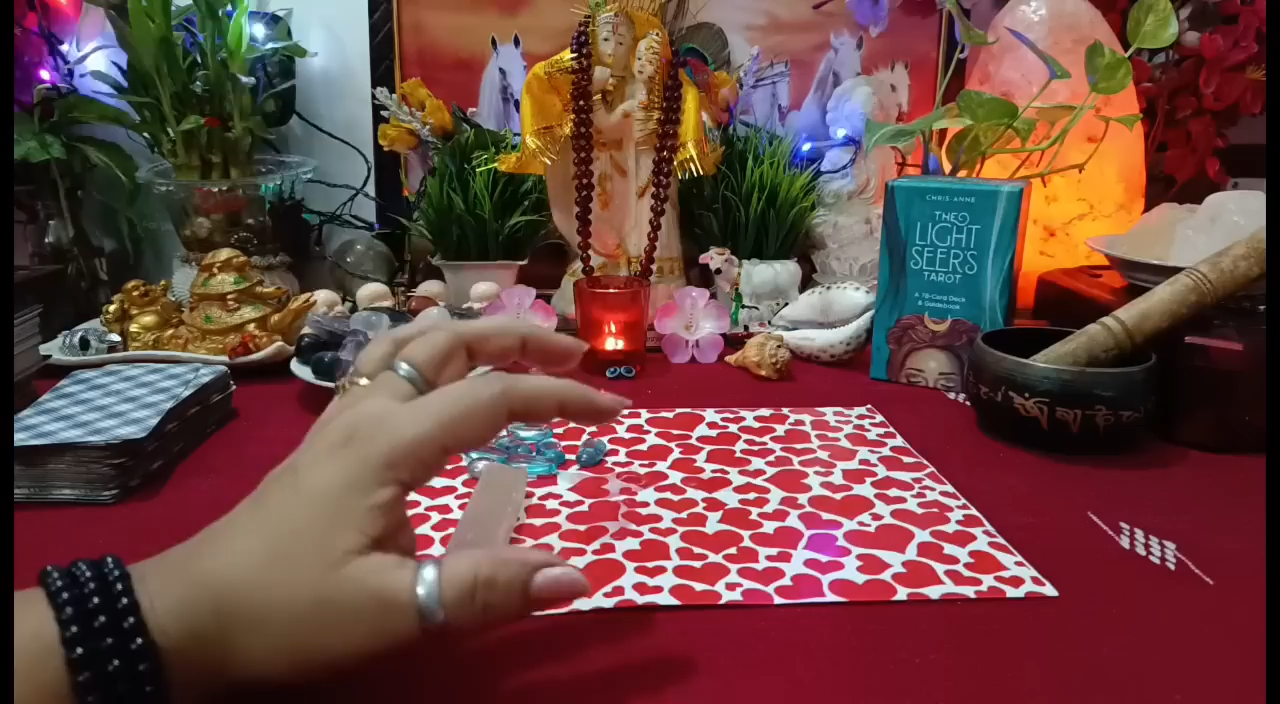 CHRIS-ANNE
THE
LIGHT
SEER'S
TAROT
A 78-Card Deck
& Guidebook